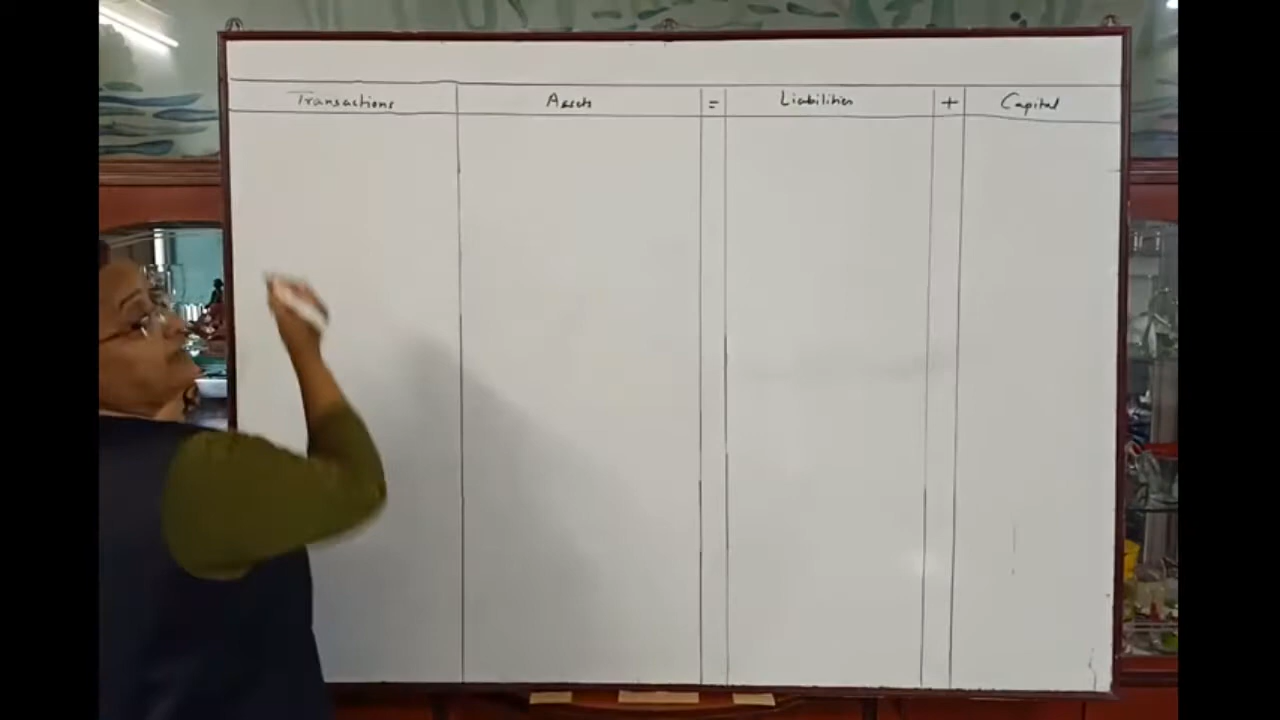 Transactions Assets = Liabilities + Capital